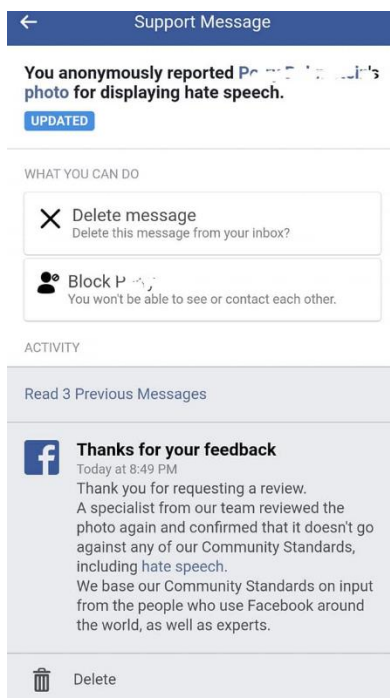 Support Message
You anonymously reported 's
photo for displaying hate speech.
UPDATED
WHAT YOU CAN DO
Delete message
Delete this message from your inbox?
Block
You won't be able to see or contact each other.
ACTIVITY
Read 3 Previous Messages
Thanks for your feedback
Today at 8:49 PM
Thank you for requesting a review.
A specialist from our team reviewed the
photo again and confirmed that it doesn't go
against any of our Community Standards,
including hate speech.
We base our Community Standards on input
from the people who use Facebook around
the world, as well as experts.
Delete